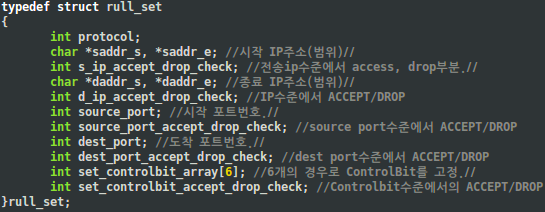 typedef struct rull_set
{
int protocol;
char *saddr_s, *saddr_e; //시작 IP주소(범위)//
int s_ip_accept_drop_check; //전송ip수준에서 access, drop부분.//
char *daddr_s, *daddr_e; //종료 IP주소(범위)//
int d_ip_accept_drop_check; //IP수준에서 ACCEPT/DROP
int source_port; //시작 포트번호.//
int source_port_accept_drop_check; //source port수준에서 ACCEPT/DROP
int dest_port; //도착 포트번호.//
int dest_port_accept_drop_check; //dest port수준에서 ACCEPT/DROP
int set_controlbit_array[6]; //6개의 경우로 ControlBit를 고정.//
int set_controlbit_accept_drop_check; //Controlbit수준에서의 ACCEPT/DROP
}rull_set;